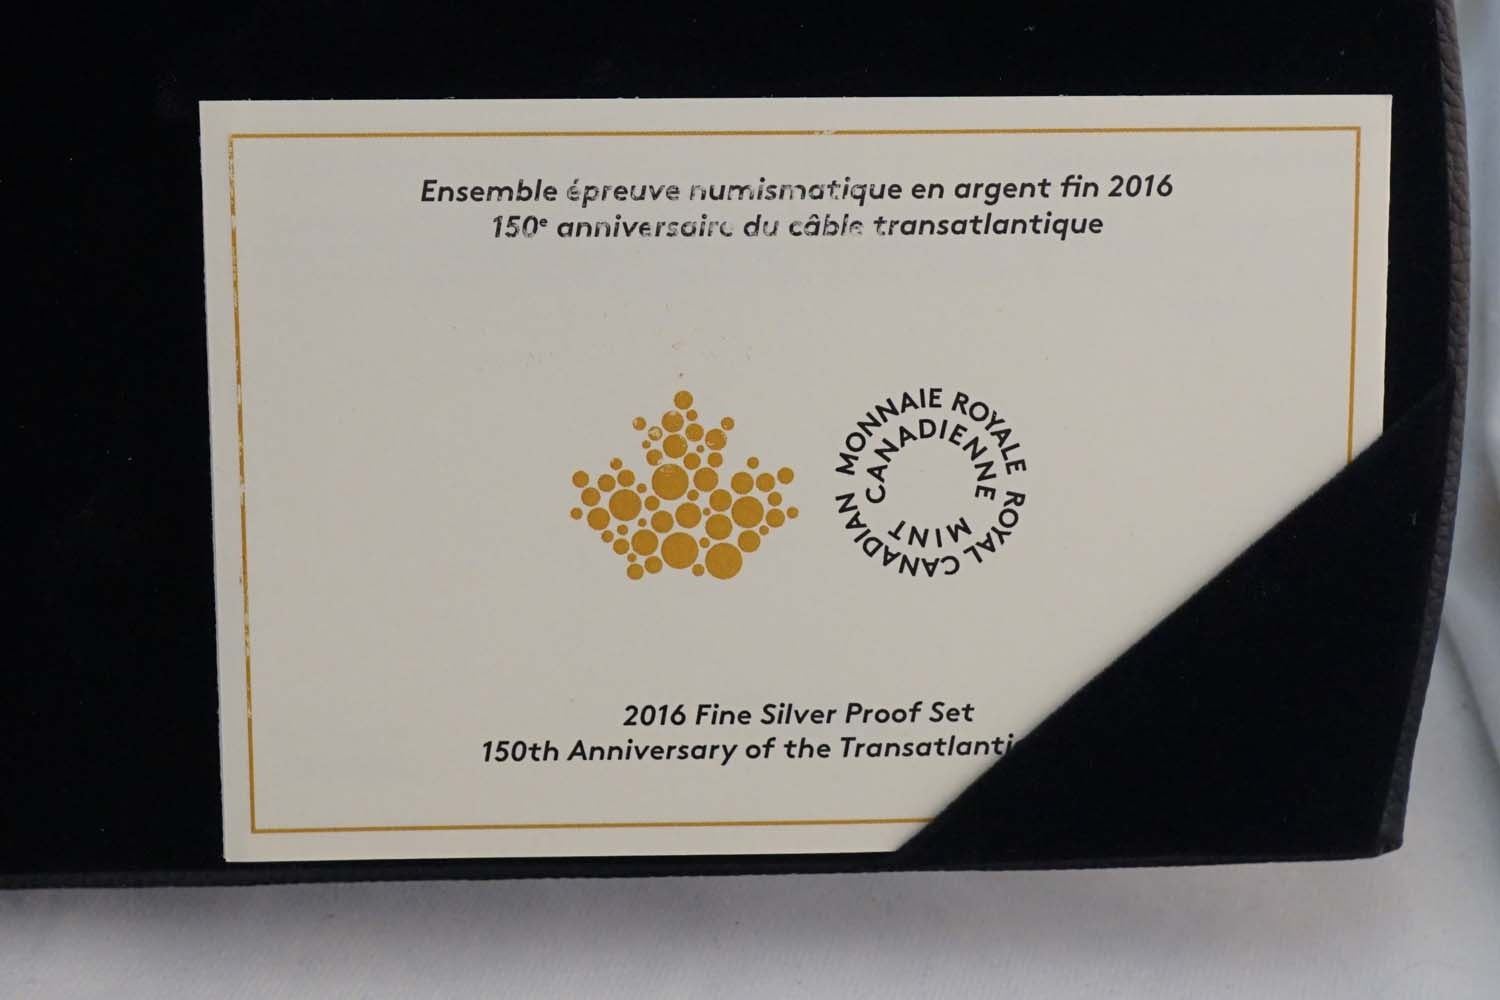 Ensemble épreuve numismatique en argent fin 2016
150e anniversaire du câble transatlantique
MONNAIE ROYALE
CANADIENNE
ROYAL CANADIAN
MINT
2016 Fine Silver Proof Set
150th Anniversary of the Transatlanti